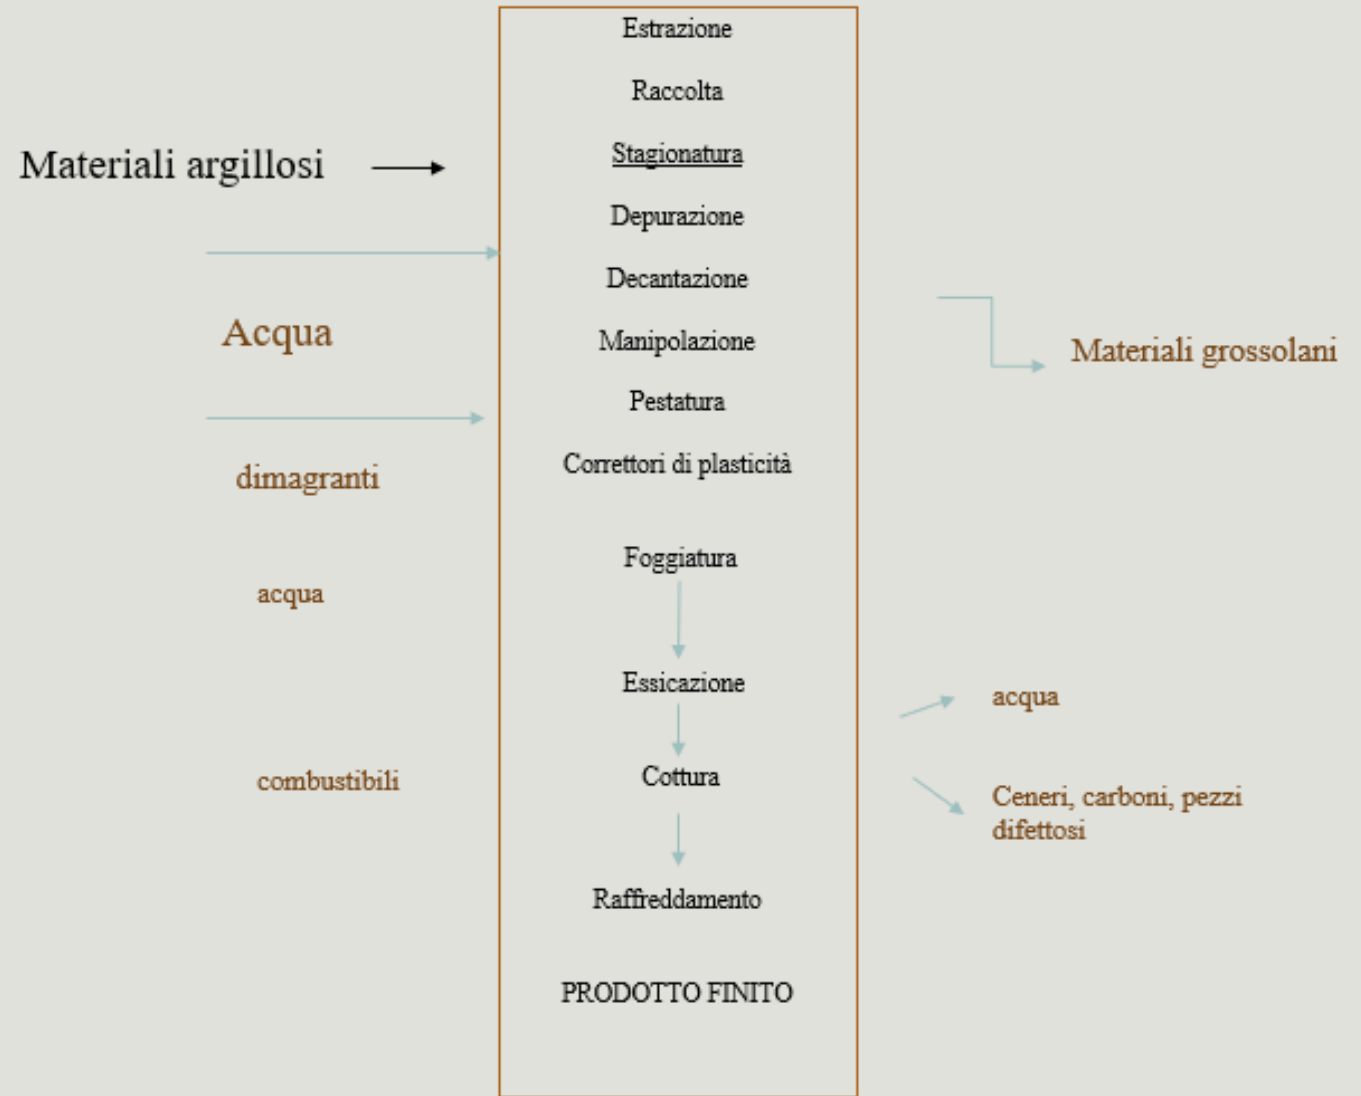 Estrazione
Raccolta
Stagionatura
Materiali argillosi
Depurazione
Decantazione
Acqua
Manipolazione
Materiali grossolani
Pestatura
Correttori di plasticità
dimagranti
Foggiatura
acqua
Essicazione
acqua
Cottura
combustibili
Ceneri, carboni, pezzi
difettosi
Raffreddamento
PRODOTTO FINITO